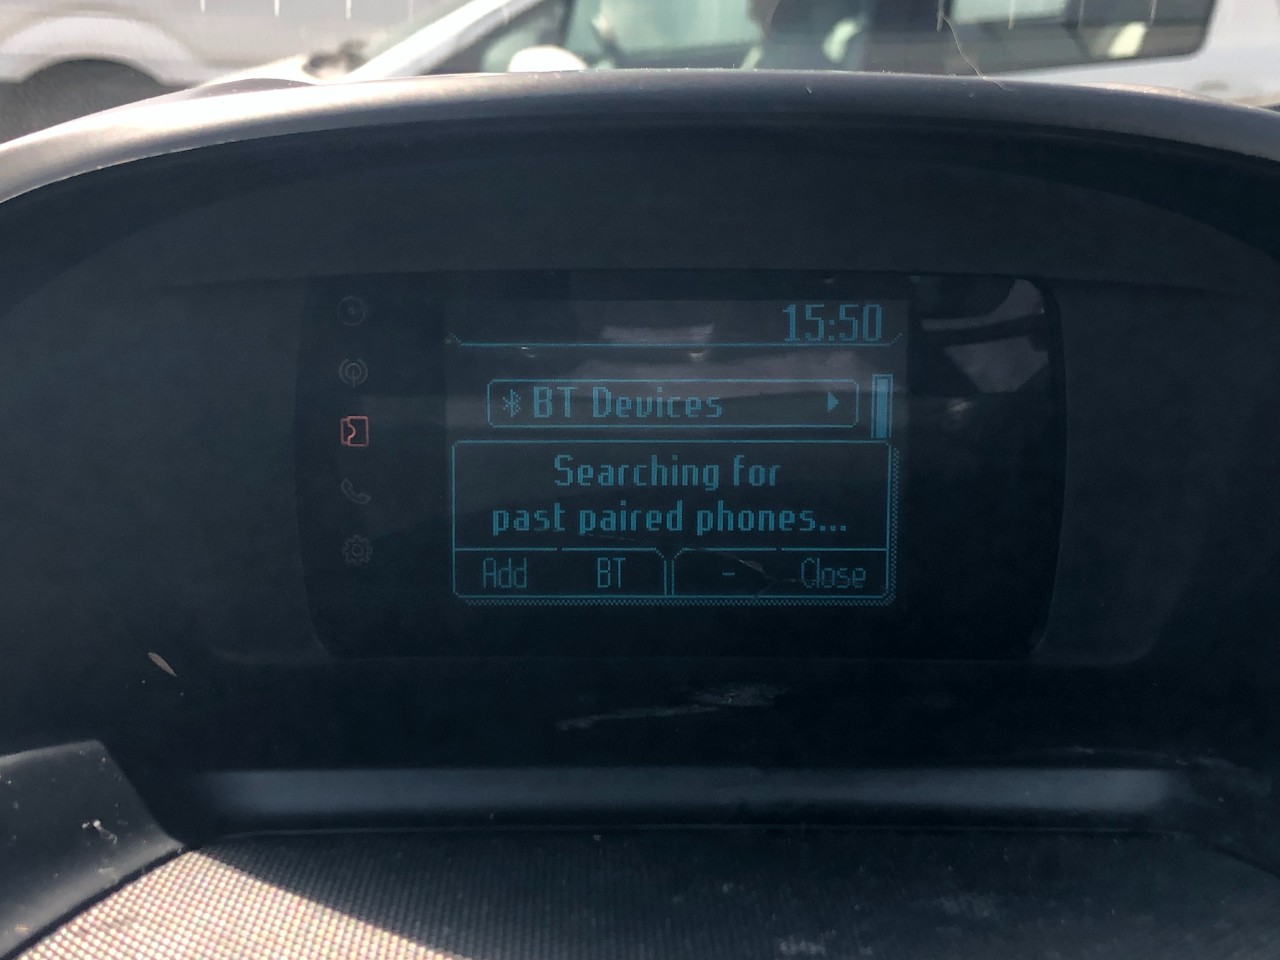 15:50
BT Devices
Searching for
past paired phones...
Add BT - Close